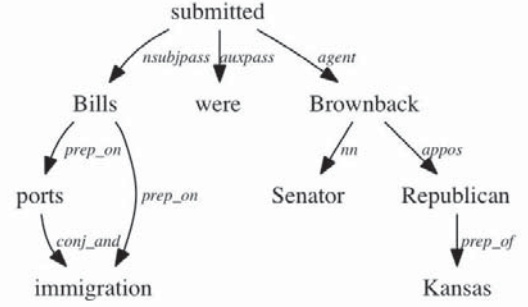 submitted
nsubjpass auxpass agent
Bills were Brownback
prep_on nn appos
ports prep_on Senator Republican
conj_and prep_of
immigration Kansas